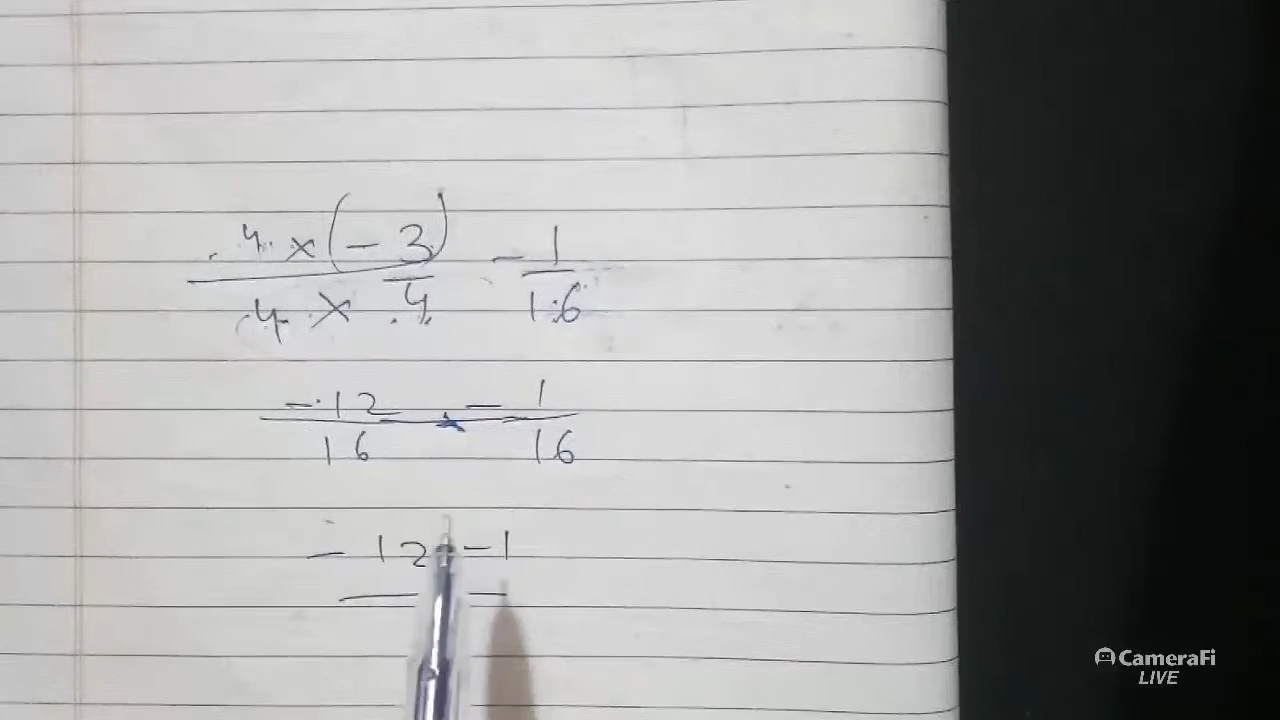 4 × (- 3) - 1
4 × 4 16
-12 - 1
16 16
- 12 - 1
CameraFi
LIVE